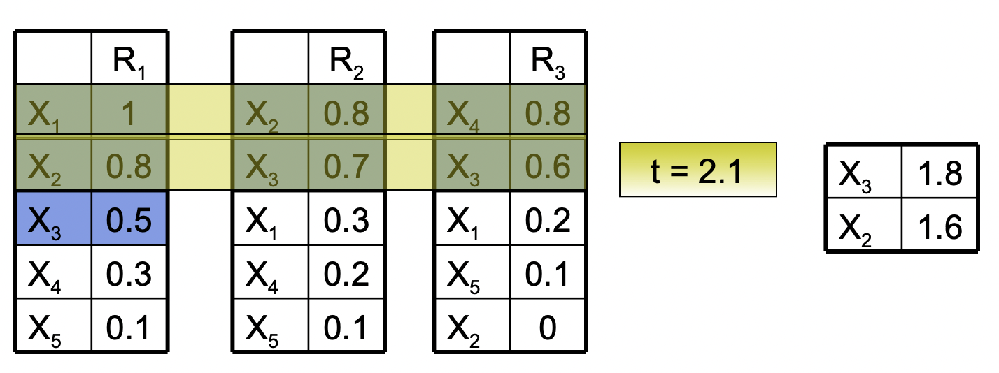 R₁ R₂ R₃
X₁ 1 X₂ 0.8 X₄ 0.8
X₂ 0.8 X₃ 0.7 X₃ 0.6 t = 2.1 X₃ 1.8
X₃ 0.5 X₁ 0.3 X₁ 0.2 X₂ 1.6
X₄ 0.3 X₄ 0.2 X₅ 0.1
X₅ 0.1 X₅ 0.1 X₂ 0